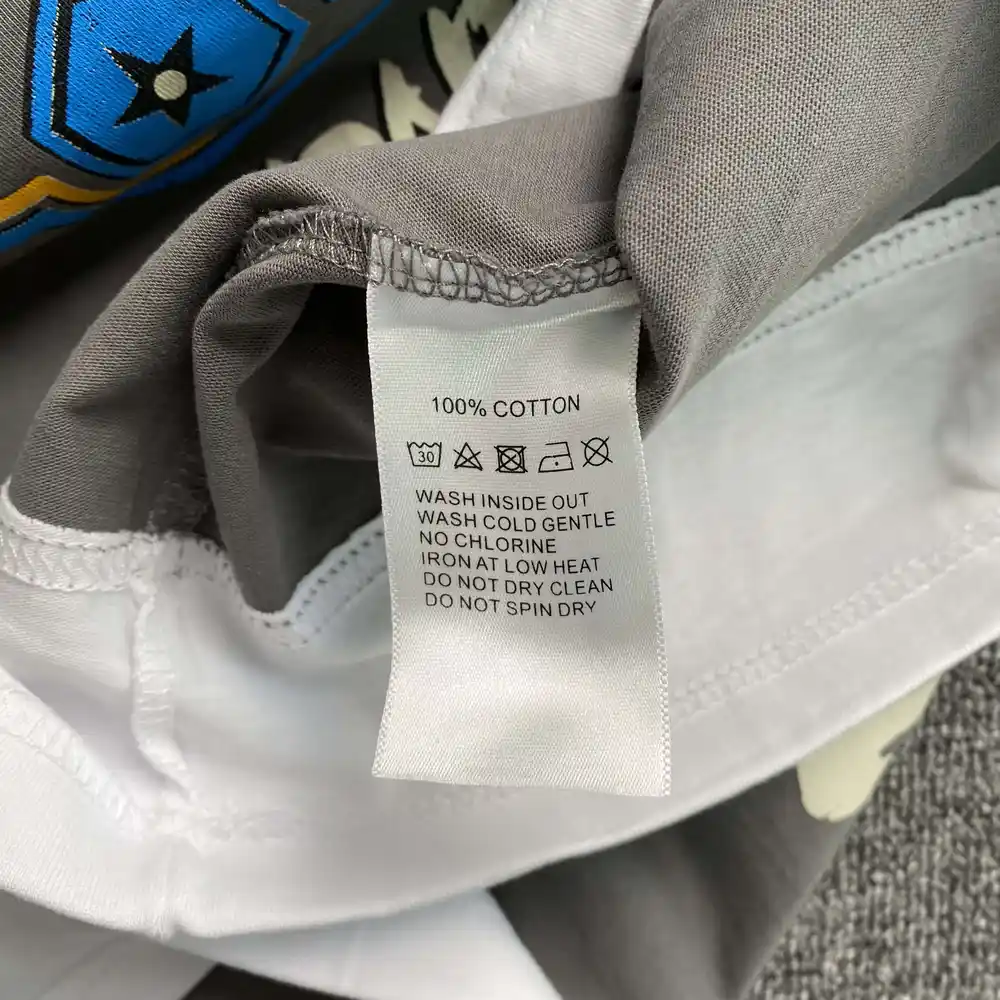 100% COTTON
30
WASH INSIDE OUT
WASH COLD GENTLE
NO CHLORINE
IRON AT LOW HEAT
DO NOT DRY CLEAN
DO NOT SPIN DRY